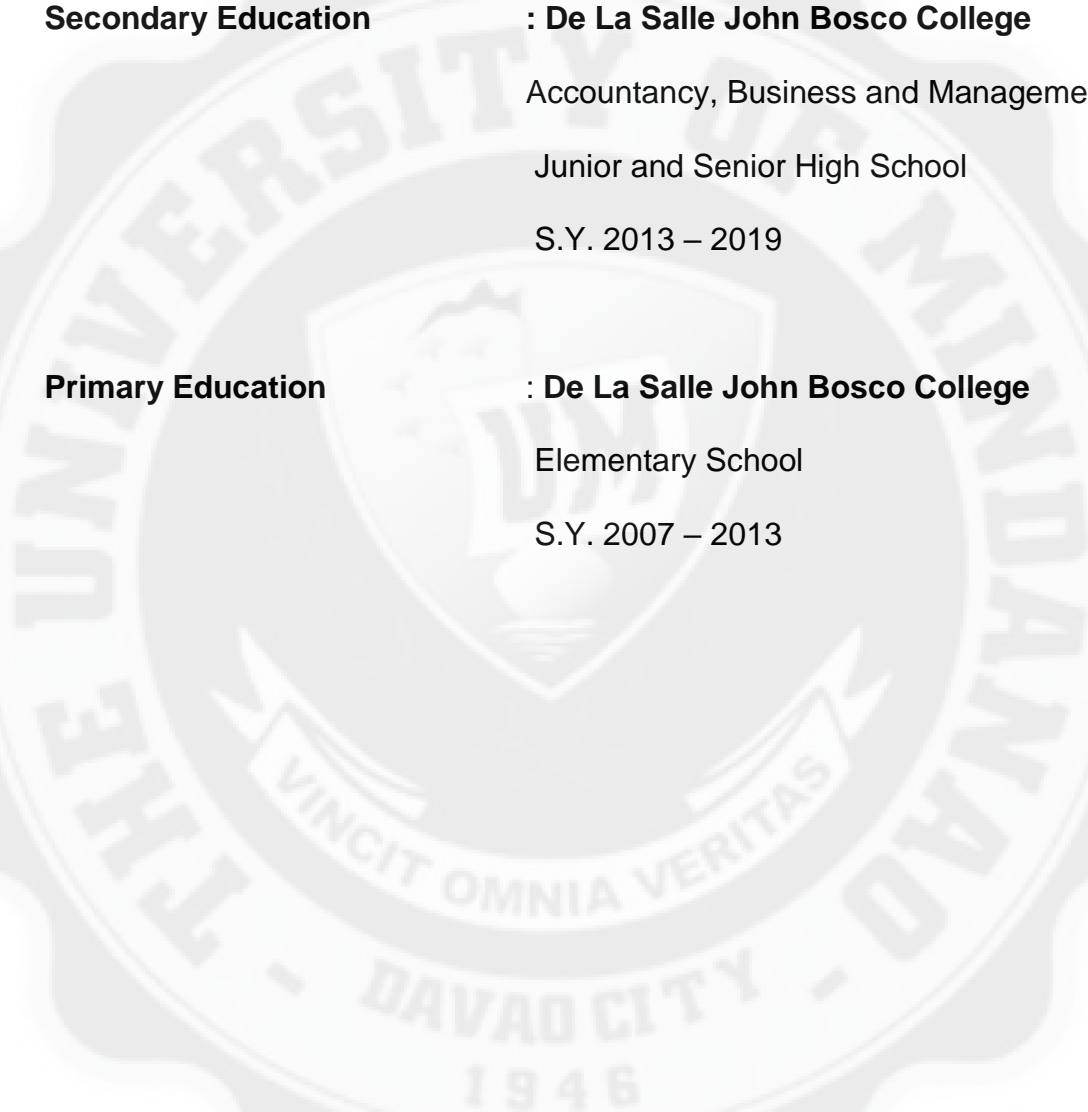 Secondary Education : De La Salle John Bosco College
Accountancy, Business and Manageme
Junior and Senior High School
S.Y. 2013 – 2019
Primary Education : De La Salle John Bosco College
Elementary School
S.Y. 2007 – 2013
THE UNIVERSITY OF MINDANAO
UM
VINCIT OMNIA VERITAS
- DAVAO CITY -
1946